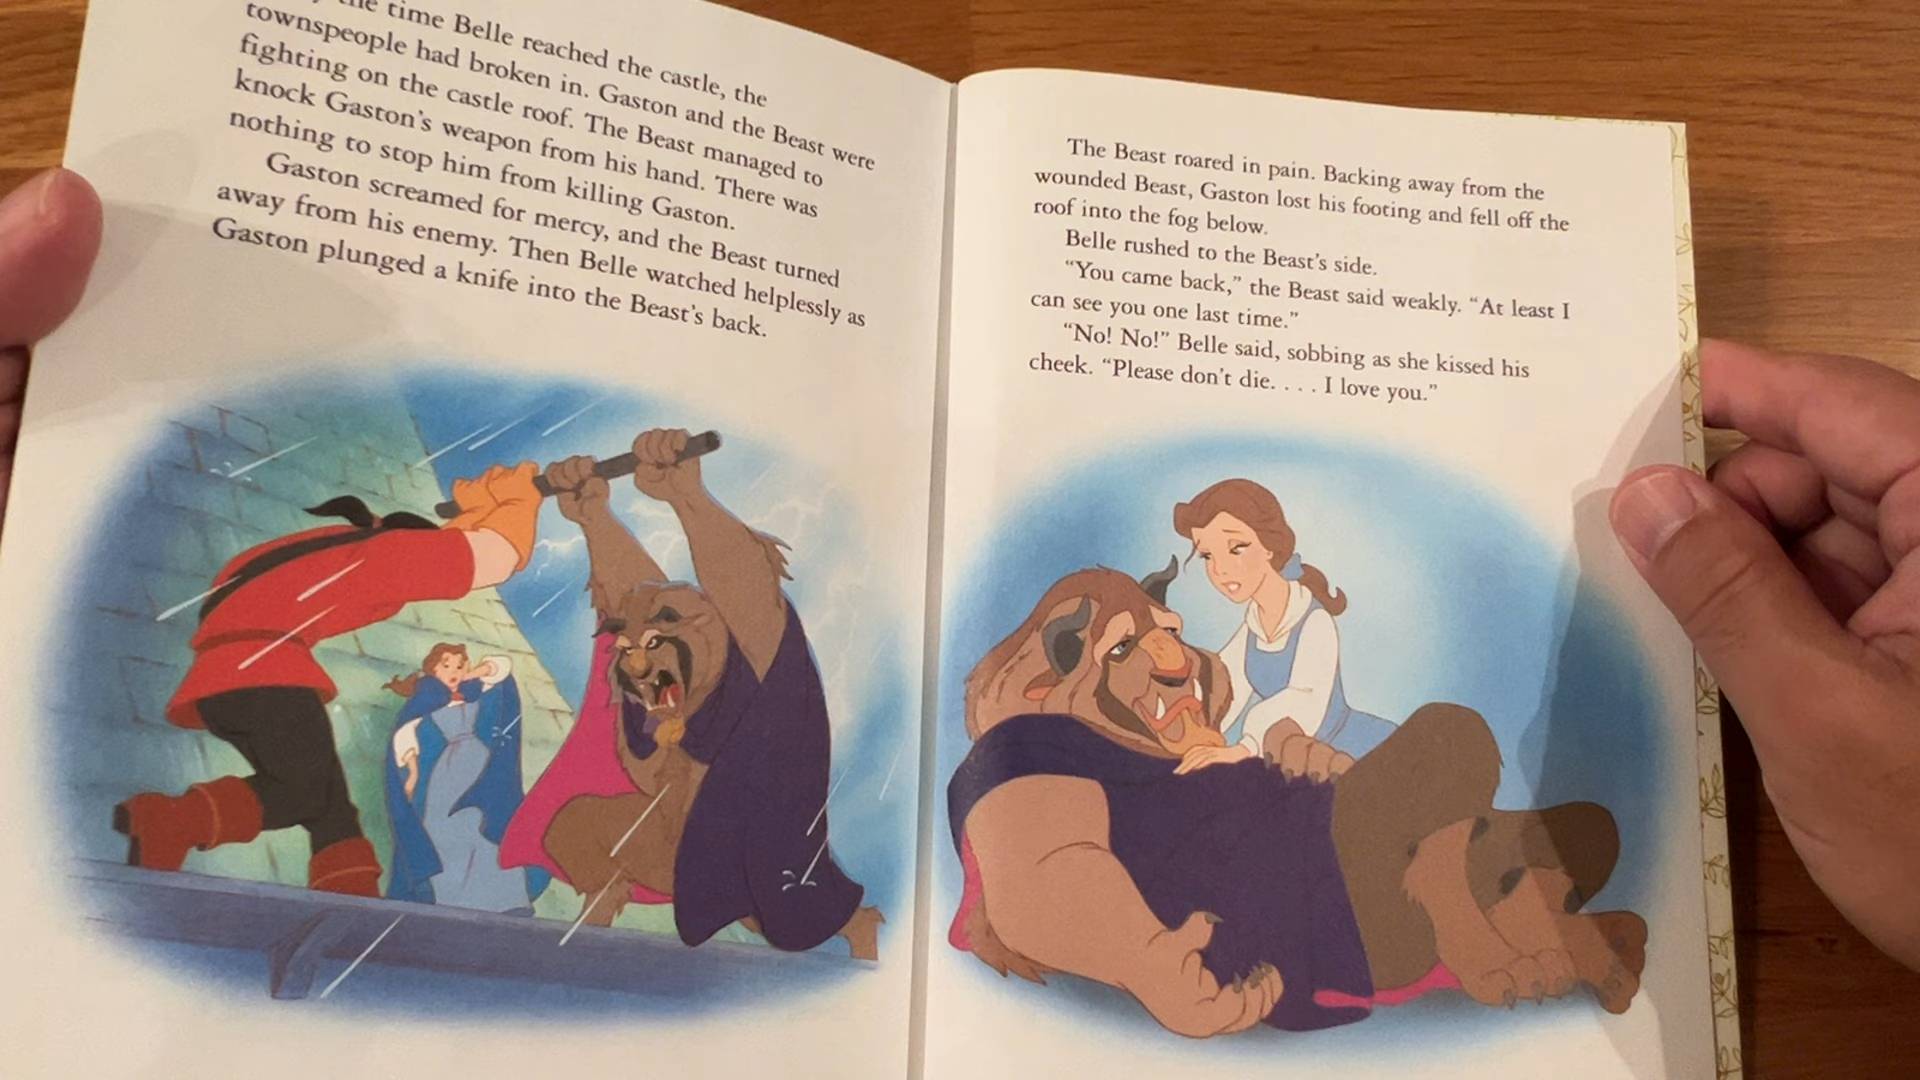 the time Belle reached the castle, the
townspeople had broken in. Gaston and the Beast were
fighting on the castle roof. The Beast managed to
knock Gaston's weapon from his hand. There was
nothing to stop him from killing Gaston.
Gaston screamed for mercy, and the Beast turned
away from his enemy. Then Belle watched helplessly as
Gaston plunged a knife into the Beast's back.
The Beast roared in pain. Backing away from the
wounded Beast, Gaston lost his footing and fell off the
roof into the fog below.
Belle rushed to the Beast's side.
“You came back,” the Beast said weakly. “At least I
can see you one last time.”
“No! No!” Belle said, sobbing as she kissed his
cheek. “Please don't die. . . . I love you.”